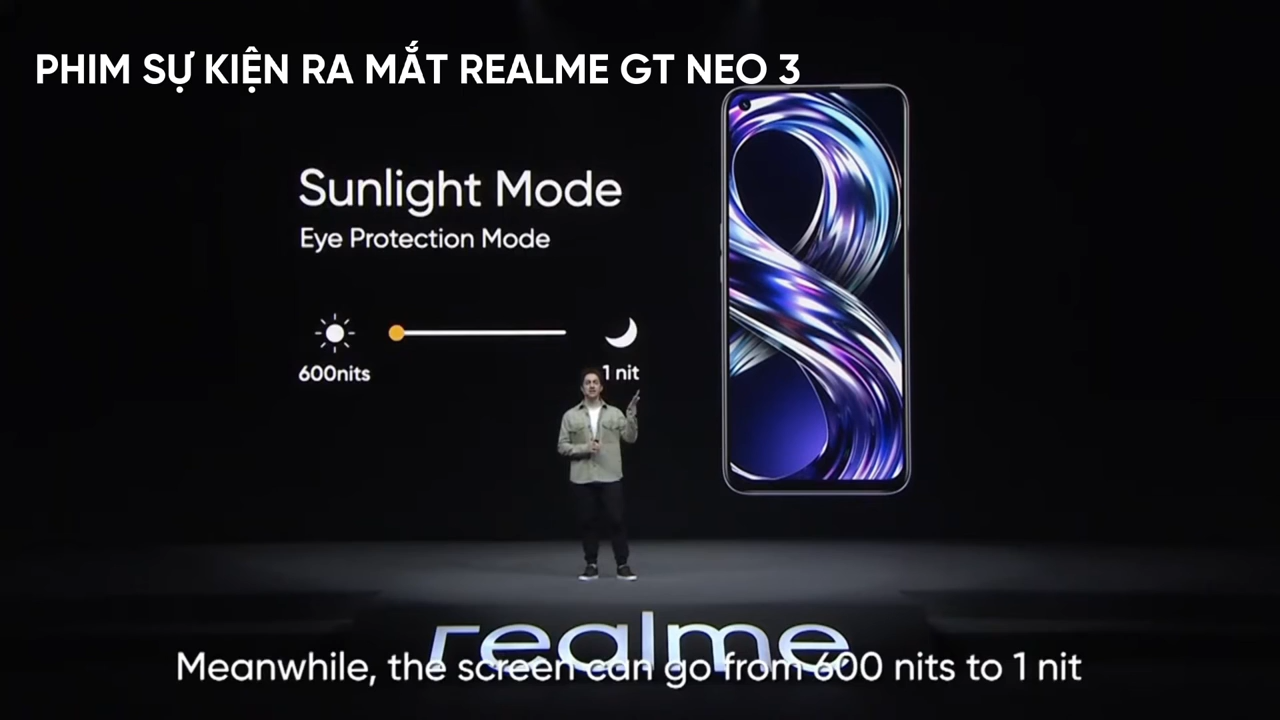 PHIM SỰ KIỆN RA MẮT REALME GT NEO 3
Sunlight Mode
Eye Protection Mode
600nits
1 nit
realme
Meanwhile, the screen can go from 600 nits to 1 nit